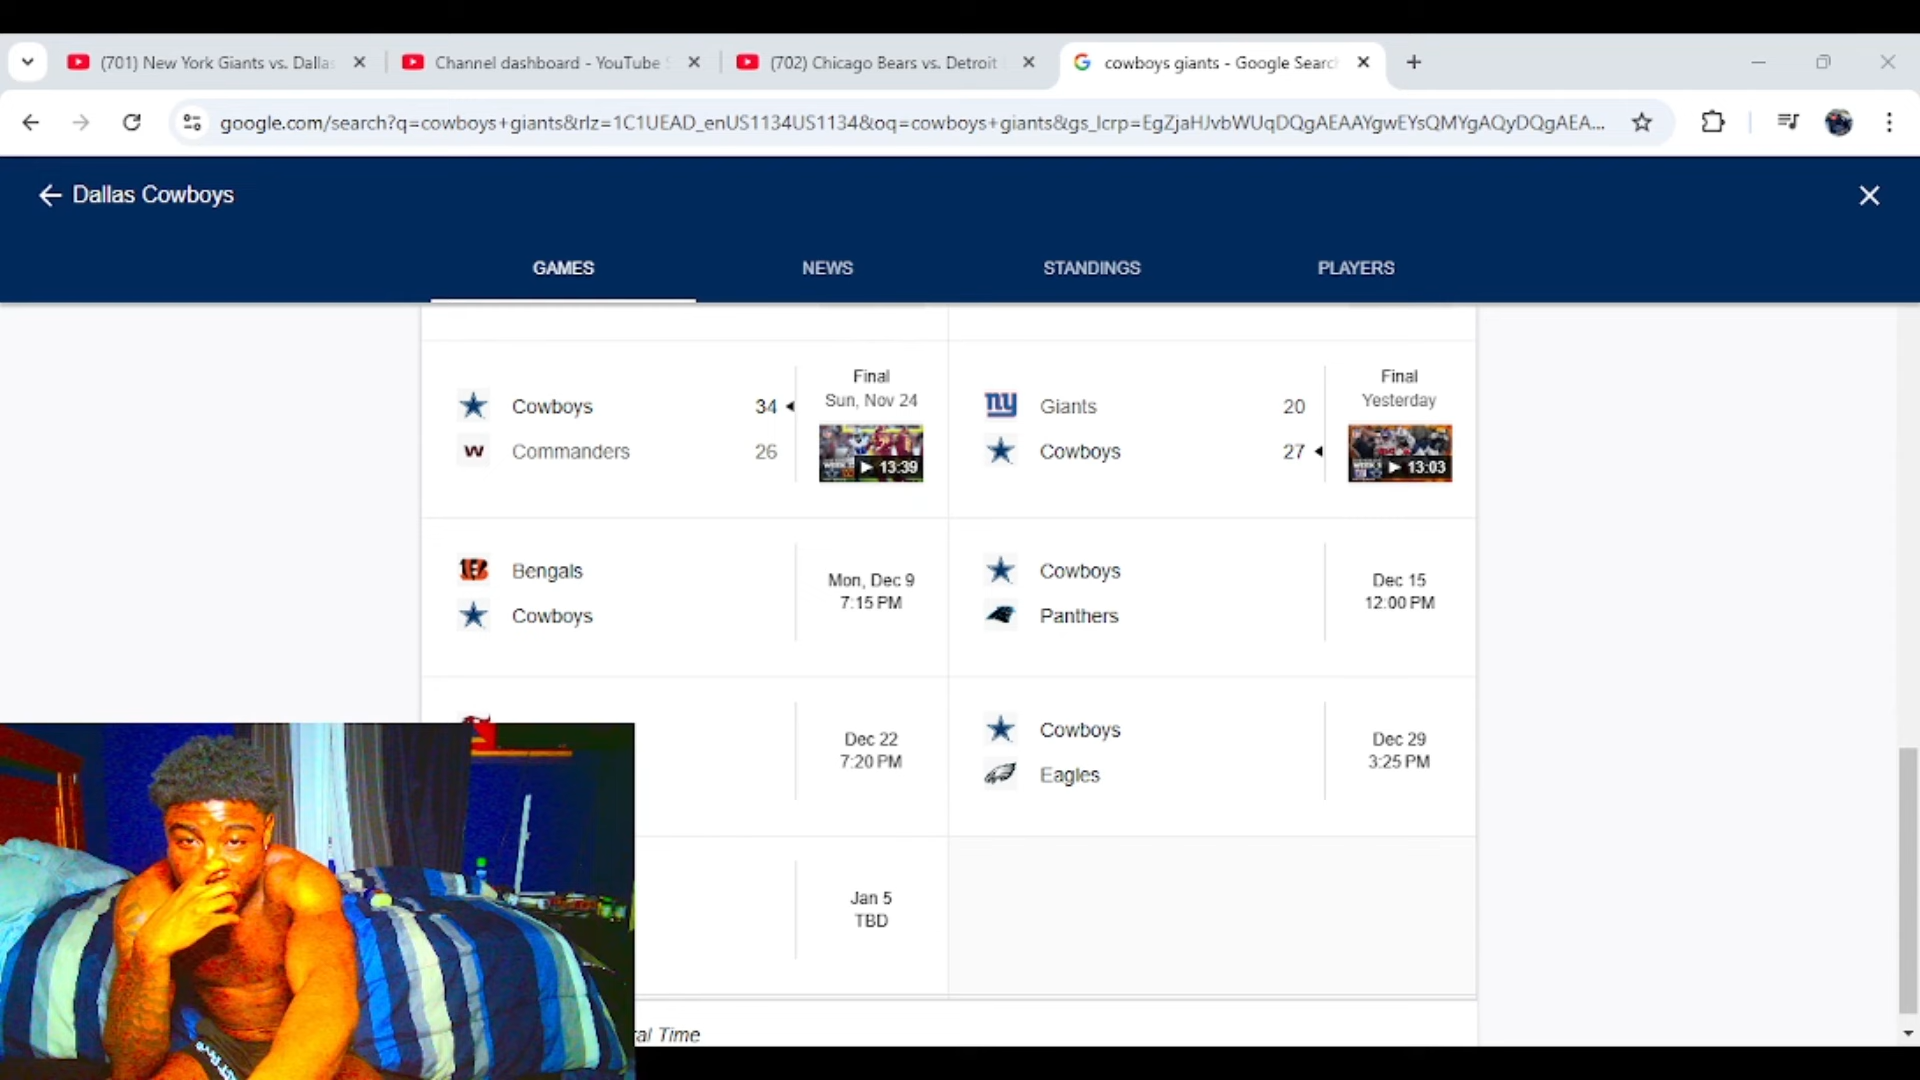 (701) New York Giants vs. Dalla
Channel dashboard - YouTube S
(702) Chicago Bears vs. Detroit
cowboys giants - Google Search
google.com/search?q=cowboys+giants&rlz=1C1UEAD_enUS1134US1134&oq=cowboys+giants&gs_lcrp=EgZjaHJvbWUqDQgAEAAYgwEYsQMYgAQyDQgAEA...
Dallas Cowboys
GAMES NEWS STANDINGS PLAYERS
Cowboys 34
Commanders 26
Final
Sun, Nov 24
13:39
Giants 20
Cowboys 27
Final
Yesterday
13:03
Bengals
Cowboys
Mon, Dec 9
7:15 PM
Cowboys
Panthers
Dec 15
12:00 PM
Dec 22
7:20 PM
Cowboys
Eagles
Dec 29
3:25 PM
Jan 5
TBD
al Time